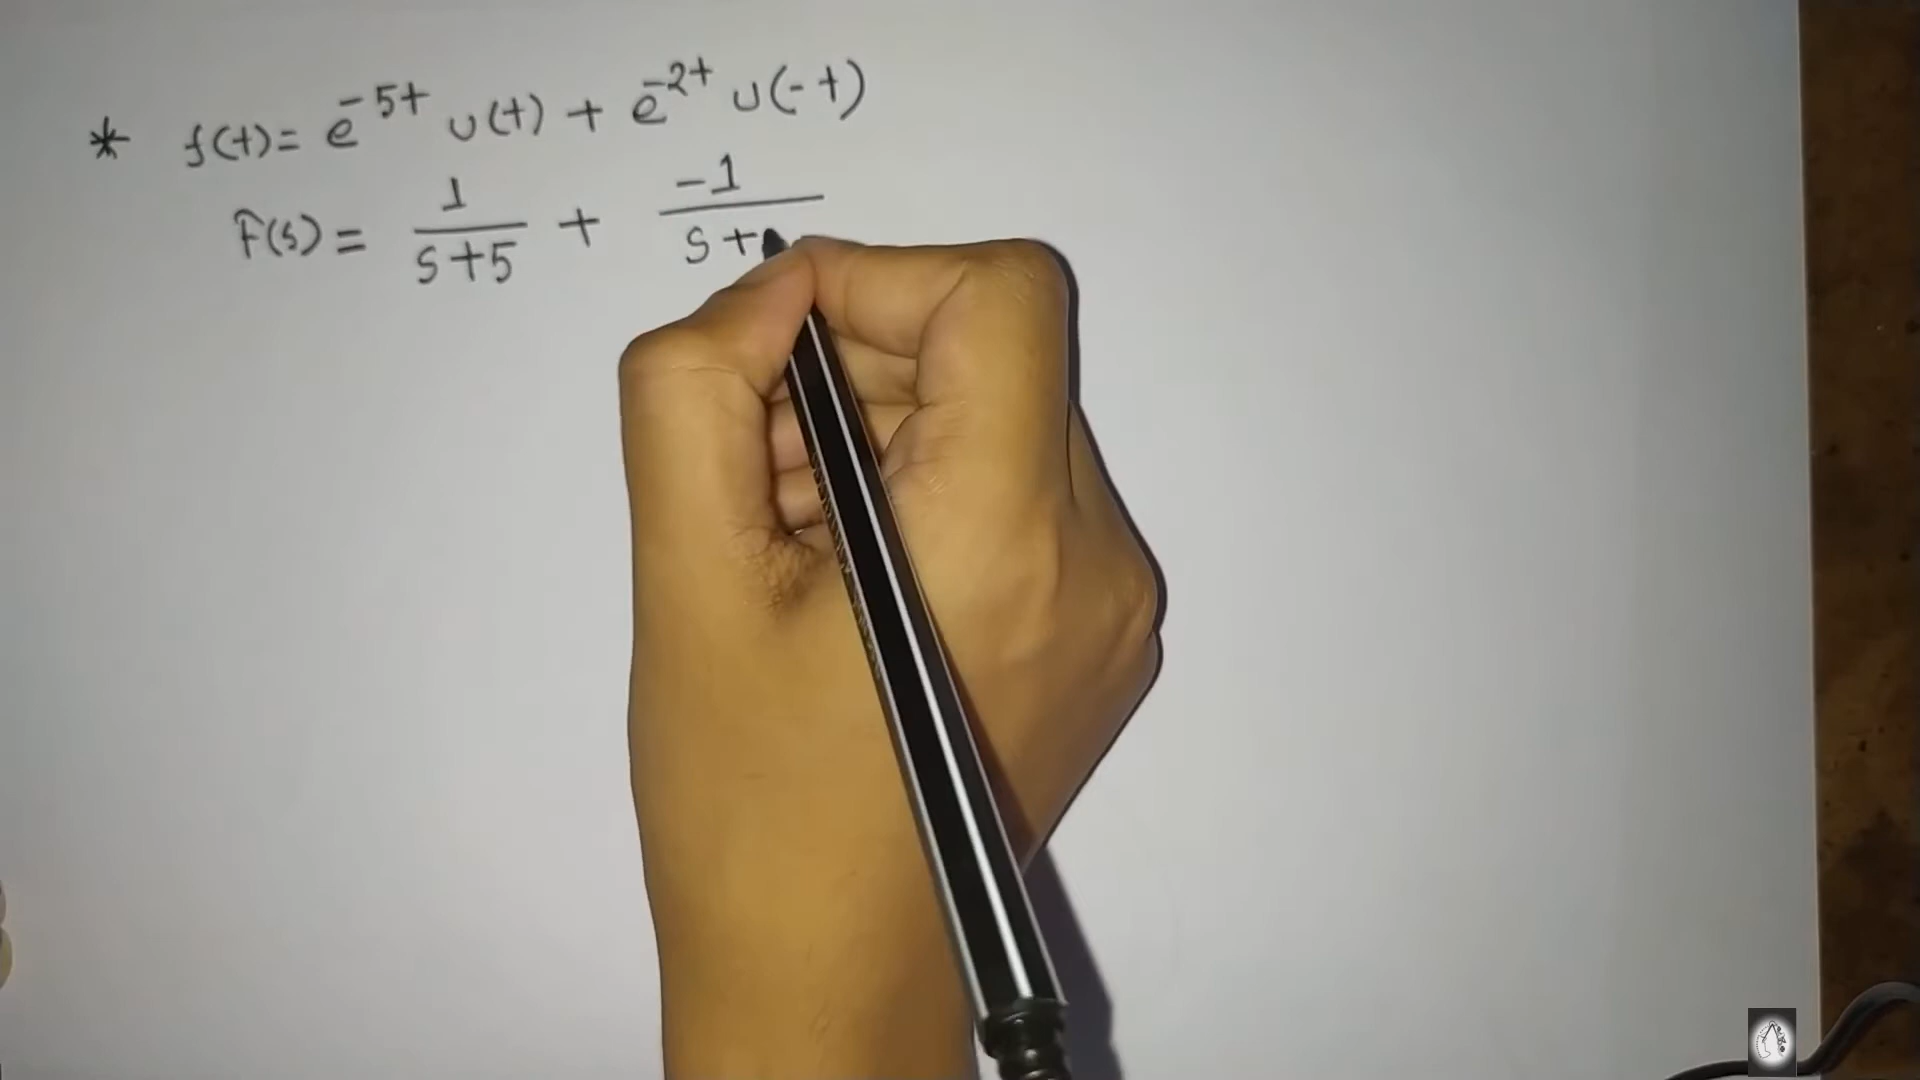 * f(t) = e^-5t u(t) + e^-2t u(-t)
F(s) = 1/(s+5) + -1/(s+